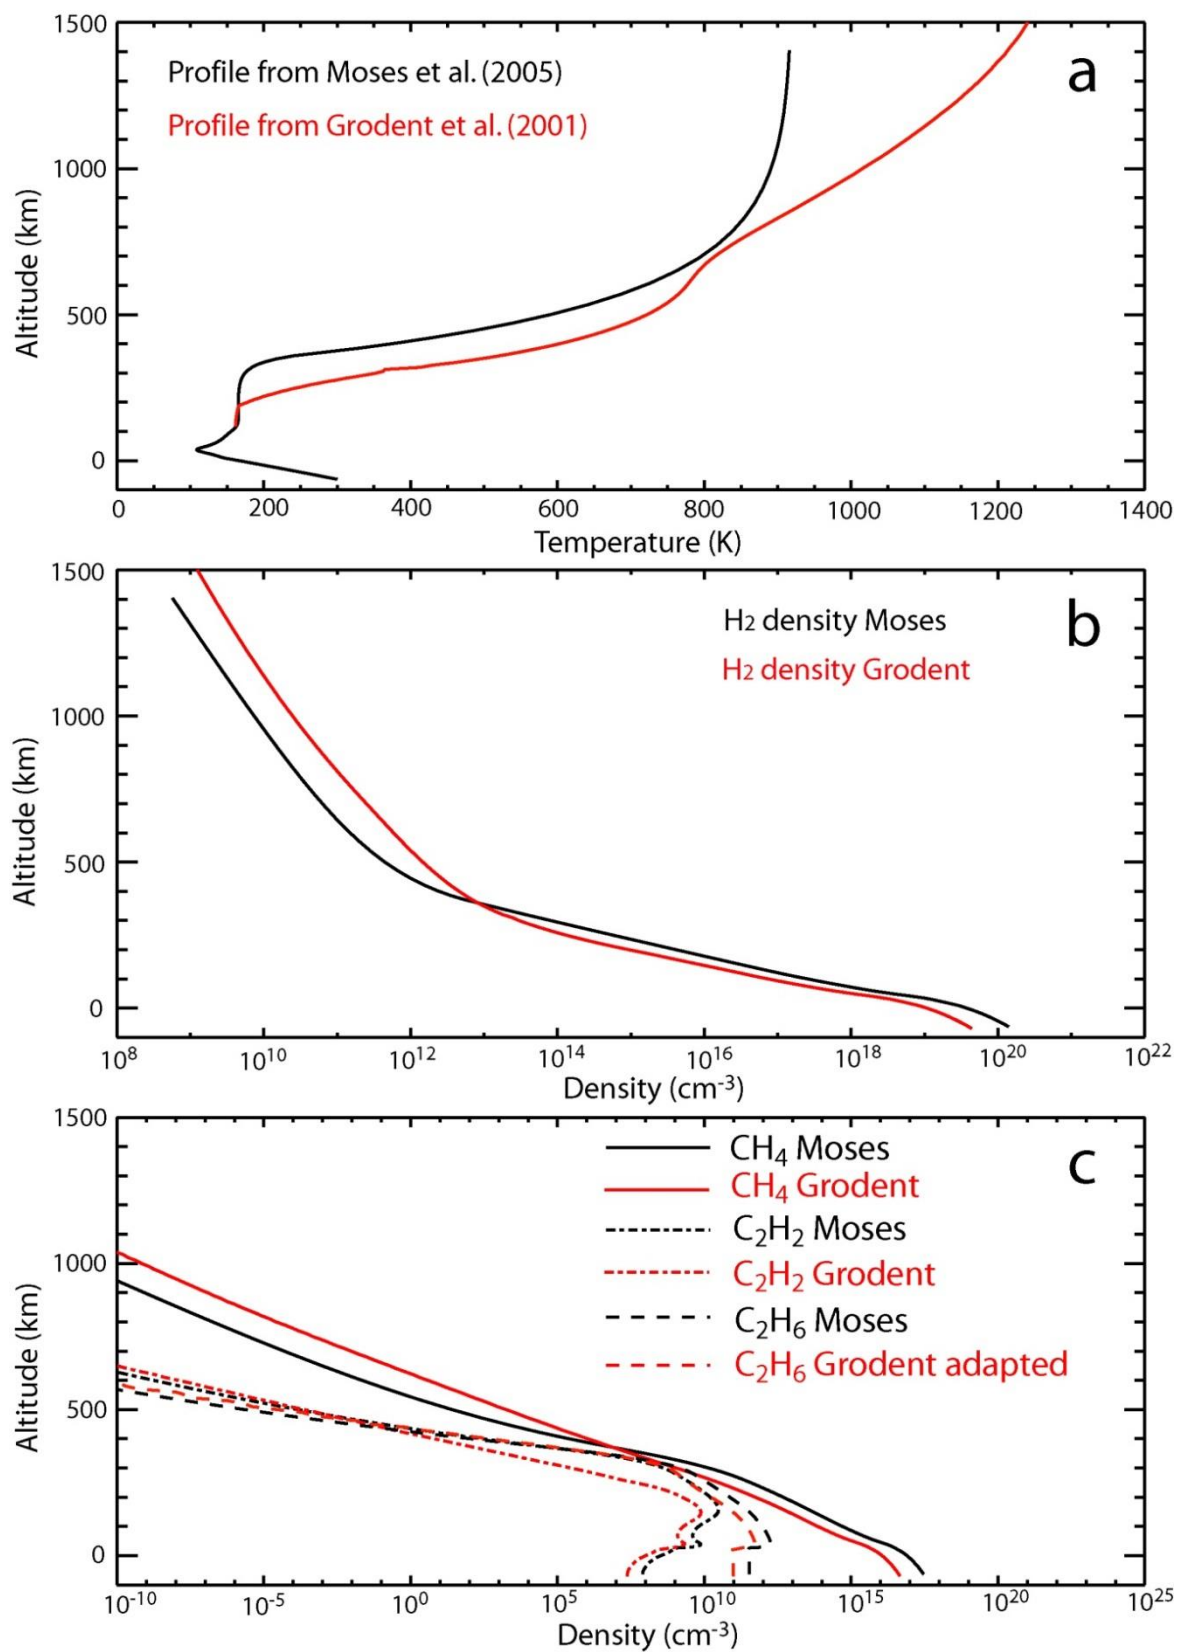 1500
Profile from Moses et al. (2005)
a
Profile from Grodent et al. (2001)
1000
Altitude (km)
500
0
0 200 400 600 800 1000 1200 1400
Temperature (K)
1500
b
H2 density Moses
H2 density Grodent
1000
Altitude (km)
500
0
10^8 10^10 10^12 10^14 10^16 10^18 10^20 10^22
Density (cm^-3)
1500
CH4 Moses
c
CH4 Grodent
C2H2 Moses
1000
C2H2 Grodent
C2H6 Moses
C2H6 Grodent adapted
Altitude (km)
500
0
10^-10 10^-5 10^0 10^5 10^10 10^15 10^20 10^25
Density (cm^-3)